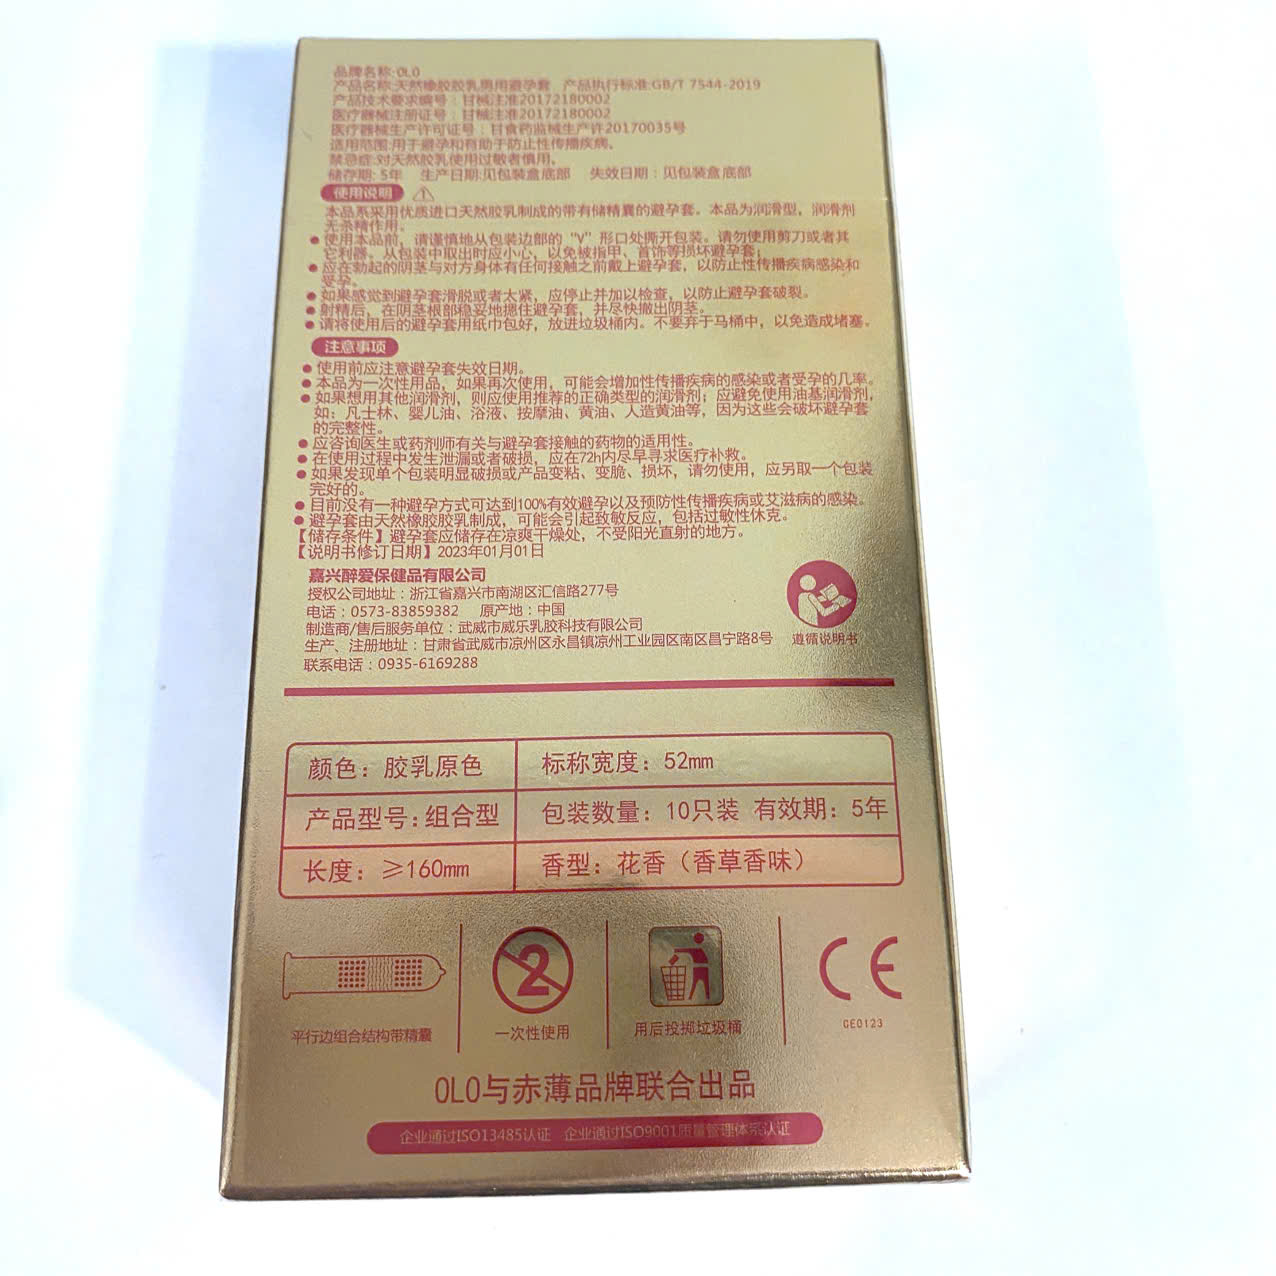 品牌名称:OLO
产品名称:天然橡胶胶乳男用避孕套 产品执行标准:GB/T 7544-2019
产品技术要求编号：甘械注准20172180002
医疗器械注册证号：甘械注准20172180002
医疗器械生产许可证号：甘食药监械生产许20170035号
适用范围:用于避孕和有助于防止性传播疾病。
禁忌症:对天然胶乳使用过敏者慎用。
储存期: 5年 生产日期:见包装盒底部 失效日期：见包装盒底部
使用说明
本品系采用优质进口天然胶乳制成的带有储精囊的避孕套。本品为润滑型，润滑剂
无杀精作用。
●使用本品前，请谨慎地从包装边部的“V”形口处撕开包装。请勿使用剪刀或者其
它利器。从包装中取出时应小心，以免被指甲、首饰等损坏避孕套；
●应在勃起的阴茎与对方身体有任何接触之前戴上避孕套，以防止性传播疾病感染和
受孕。
●如果感觉到避孕套滑脱或者太紧，应停止并加以检查，以防止避孕套破裂。
●射精后，在阴茎根部稳妥地摁住避孕套，并尽快撤出阴茎。
●请将使用后的避孕套用纸巾包好，放进垃圾桶内。不要弃于马桶中，以免造成堵塞。
注意事项
●使用前应注意避孕套失效日期。
●本品为一次性用品，如果再次使用，可能会增加性传播疾病的感染或者受孕的几率。
●如果想用其他润滑剂，则应使用推荐的正确类型的润滑剂；应避免使用油基润滑剂，
如：凡士林、婴儿油、浴液、按摩油、黄油、人造黄油等，因为这些会破坏避孕套
的完整性。
●应咨询医生或药剂师有关与避孕套接触的药物的适用性。
●在使用过程中发生泄漏或者破损，应在72h内尽早寻求医疗补救。
●如果发现单个包装明显破损或产品变粘、变脆、损坏，请勿使用，应另取一个包装
完好的。
●目前没有一种避孕方式可达到100%有效避孕以及预防性传播疾病或艾滋病的感染。
●避孕套由天然橡胶胶乳制成，可能会引起致敏反应，包括过敏性休克。
【储存条件】避孕套应储存在凉爽干燥处，不受阳光直射的地方。
【说明书修订日期】2023年01月01日
嘉兴醉爱保健品有限公司
授权公司地址：浙江省嘉兴市南湖区汇信路277号
电话：0573-83859382 原产地：中国
制造商/售后服务单位：武威市威乐乳胶科技有限公司
生产、注册地址：甘肃省武威市凉州区永昌镇凉州工业园区南区昌宁路8号
联系电话：0935-6169288
遵循说明书
颜色：胶乳原色 标称宽度：52mm
产品型号：组合型 包装数量：10只装 有效期：5年
长度：≥160mm 香型：花香（香草香味）
平行边组合结构带精囊
2
一次性使用
用后投掷垃圾桶
CE
CE0123
OLO与赤薄品牌联合出品
企业通过ISO13485认证 企业通过ISO9001质量管理体系认证